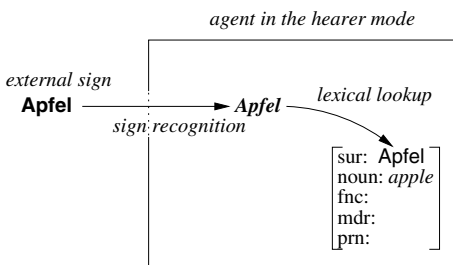 agent in the hearer mode
external sign
Apfel
Apfel
lexical lookup
sign recognition
sur: Apfel
noun: apple
fnc:
mdr:
prn: